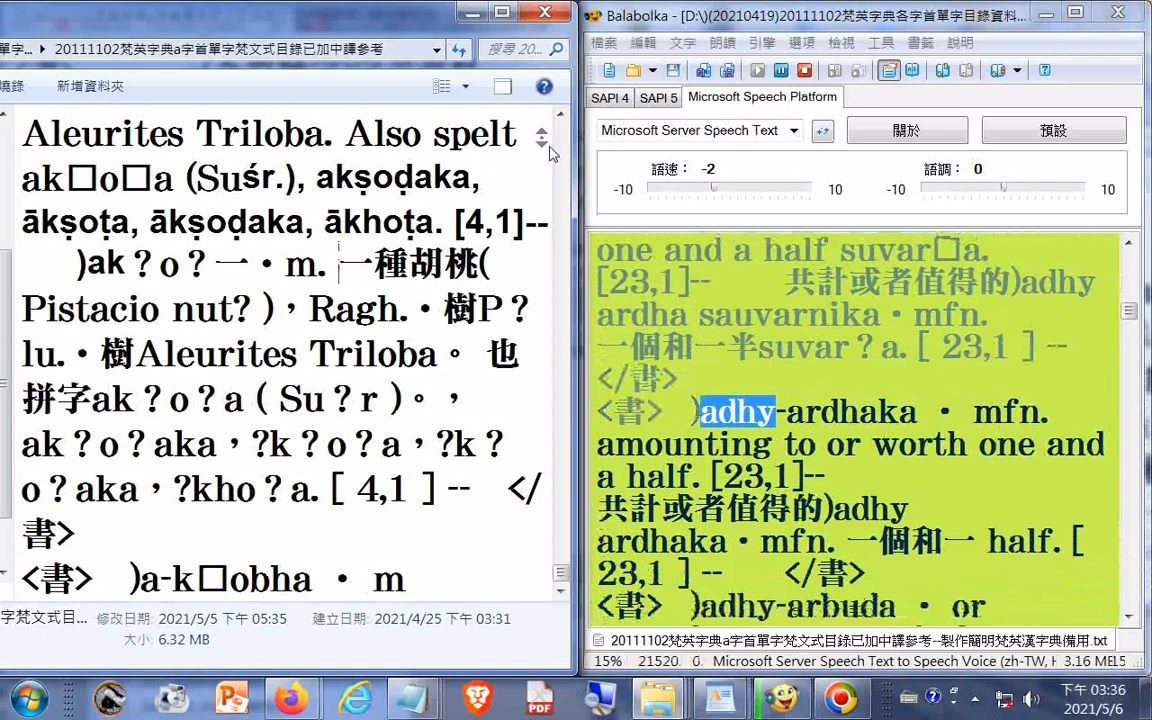 單字... ▸ 20111102梵英字典a字首單字梵文式目錄已加中譯參考
搜尋 20...
燒錄 新增資料夾
Aleurites Triloba. Also spelt
ak□o□a (Suśr.), akṣoḍaka,
ākṣoṭa, ākṣoḍaka, ākhoṭa. [4,1]--
)ak？o？一・m. 一種胡桃(
Pistacio nut? )，Ragh.・樹P？
lu.・樹Aleurites Triloba。 也
拼字ak？o？a ( Su？r )。，
ak？o？aka，?k？o？a，?k？
o？aka，?kho？a. [ 4,1 ] -- </
書>
<書> )a-k□obha ・ m
字梵文式目... 修改日期: 2021/5/5 下午 05:35 建立日期: 2021/4/25 下午 03:31
大小: 6.32 MB
Balabolka - [D:\)(20210419)20111102梵英字典各字首單字目錄資料...
檔案 編輯 文字 朗讀 引擎 選項 檢視 工具 書籤 說明
SAPI 4 SAPI 5 Microsoft Speech Platform
Microsoft Server Speech Text 關於 預設
語速: -2 語調: 0
-10 10 -10 10
one and a half suvar□a.
[23,1]-- 共計或者值得的)adhy
ardha sauvarnika・mfn.
一個和一半suvar？a. [ 23,1 ] --
</書>
<書> )adhy-ardhaka ・ mfn.
amounting to or worth one and
a half. [23,1]--
共計或者值得的)adhy
ardhaka・mfn. 一個和一 half. [
23,1 ] -- </書>
<書> )adhy-arbuda ・ or
20111102梵英字典a字首單字梵文式目錄已加中譯參考--製作簡明梵英漢字典備用.txt
15% 21520. 0. Microsoft Server Speech Text to Speech Voice (zh-TW, H 3.16 ME
PDF
下午 03:36
2021/5/6